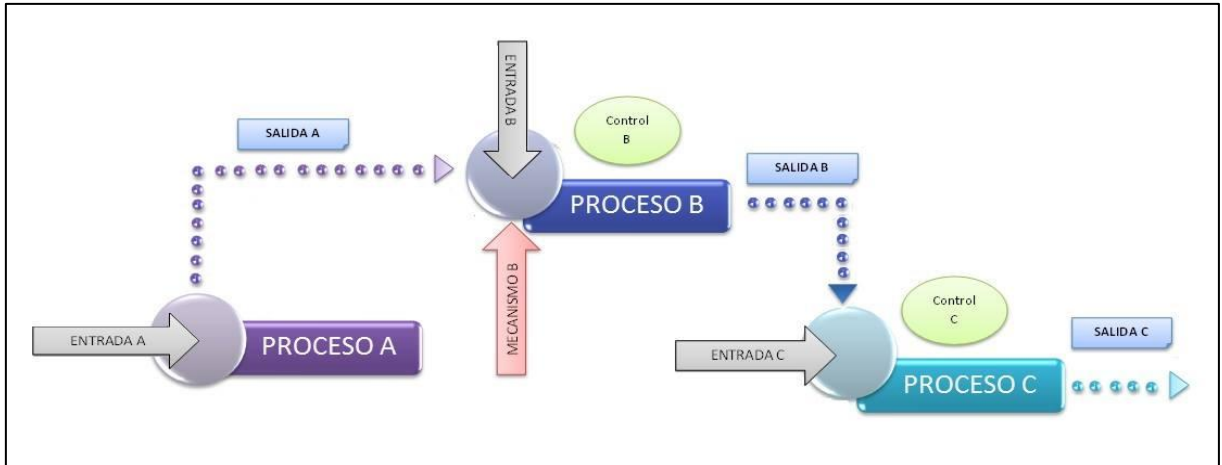 ENTRADA B
Control
B
SALIDA A
SALIDA B
PROCESO B
MECANISMO B
Control
C
ENTRADA A
PROCESO A
SALIDA C
ENTRADA C
PROCESO C